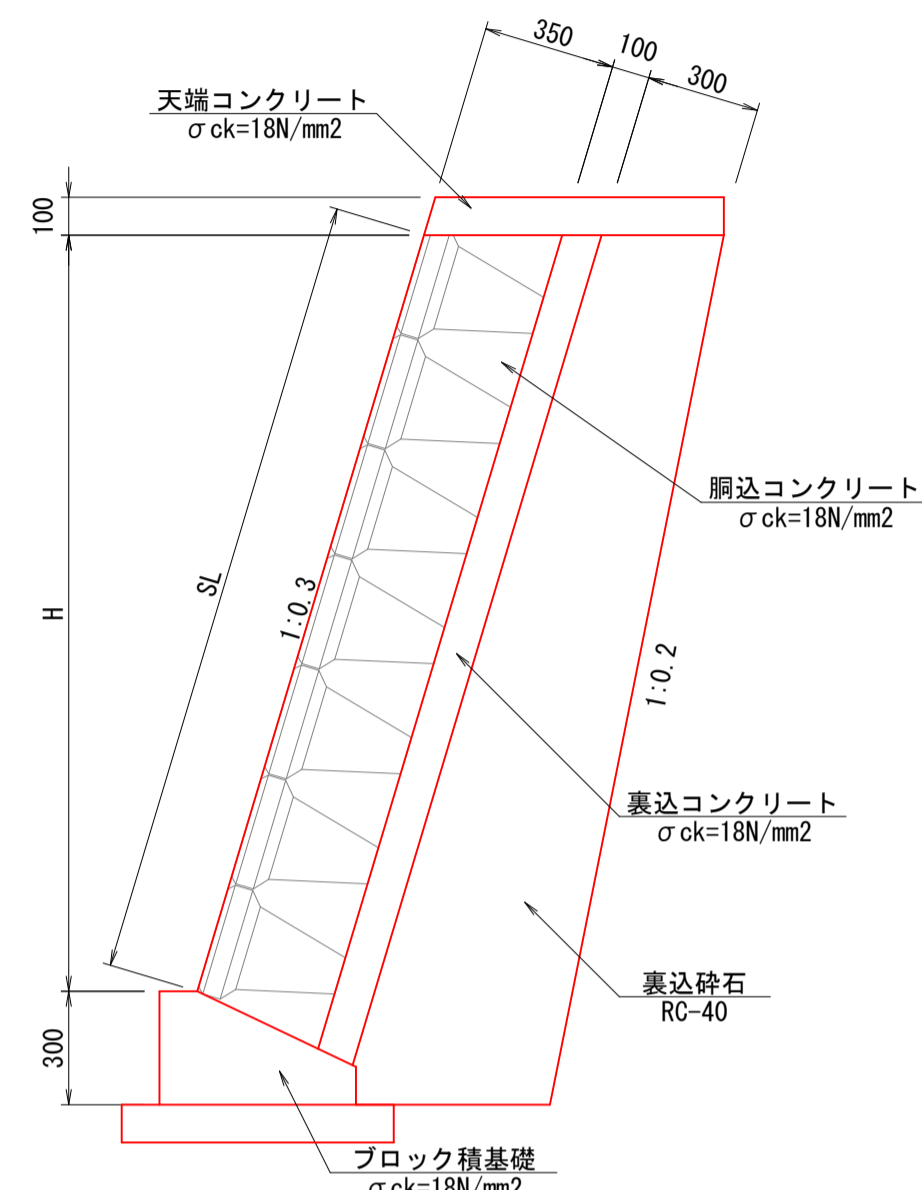 350
100
300
天端コンクリート
σck=18N/mm2
100
胴込コンクリート
σck=18N/mm2
SL
H
1:0.3
1:0.2
裏込コンクリート
σck=18N/mm2
裏込砕石
RC-40
300
ブロック積基礎
σck=18N/mm2